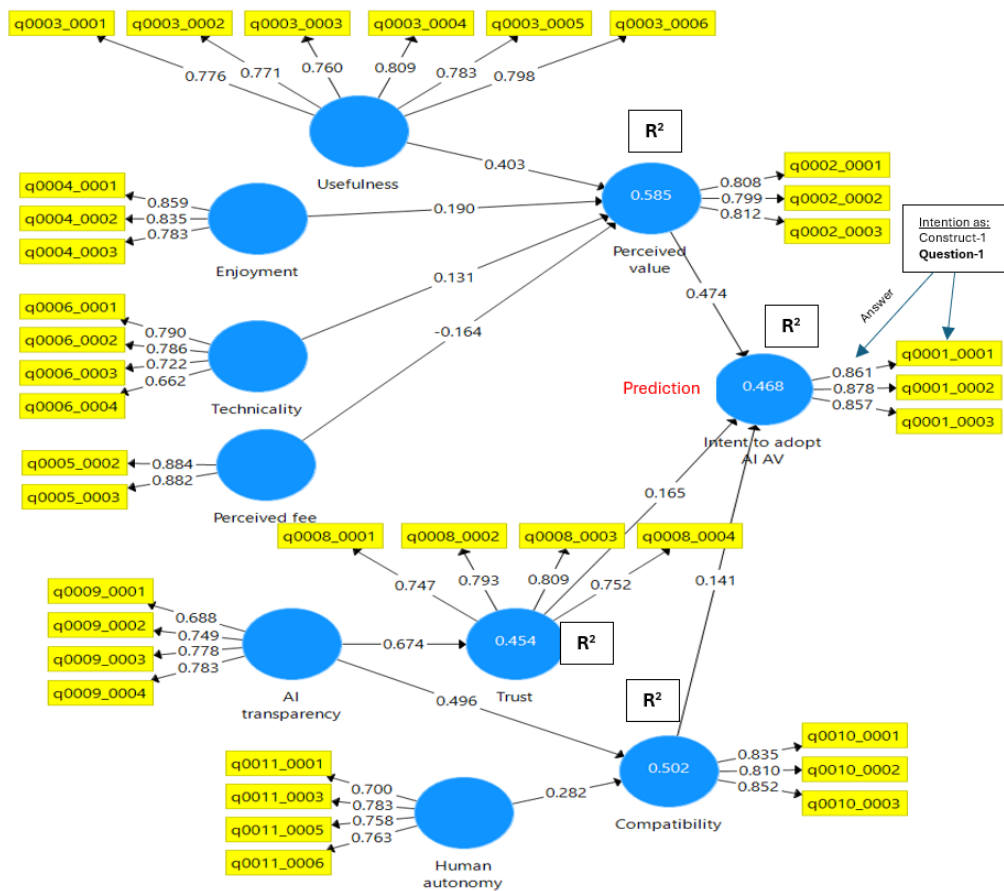 q0003_0001
q0003_0002
q0003_0003
q0003_0004
q0003_0005
q0003_0006
0.776
0.771
0.760
0.809
0.783
0.798
Usefulness
0.403
R²
0.585
Perceived
value
0.808
0.799
0.812
q0002_0001
q0002_0002
q0002_0003
q0004_0001
q0004_0002
q0004_0003
0.859
0.835
0.783
Enjoyment
0.190
Intention as:
Construct-1
Question-1
Answer
q0006_0001
q0006_0002
q0006_0003
q0006_0004
0.790
0.786
0.722
0.662
Technicality
0.131
-0.164
0.474
R²
Prediction
0.468
Intent to adopt
AI AV
0.861
0.878
0.857
q0001_0001
q0001_0002
q0001_0003
q0005_0002
q0005_0003
0.884
0.882
Perceived fee
q0008_0001
q0008_0002
q0008_0003
q0008_0004
0.747
0.793
0.809
0.752
0.165
0.141
q0009_0001
q0009_0002
q0009_0003
q0009_0004
0.688
0.749
0.778
0.783
AI
transparency
0.674
0.454
R²
Trust
0.496
R²
0.502
Compatibility
0.835
0.810
0.852
q0010_0001
q0010_0002
q0010_0003
q0011_0001
q0011_0003
q0011_0005
q0011_0006
0.700
0.783
0.758
0.763
Human
autonomy
0.282